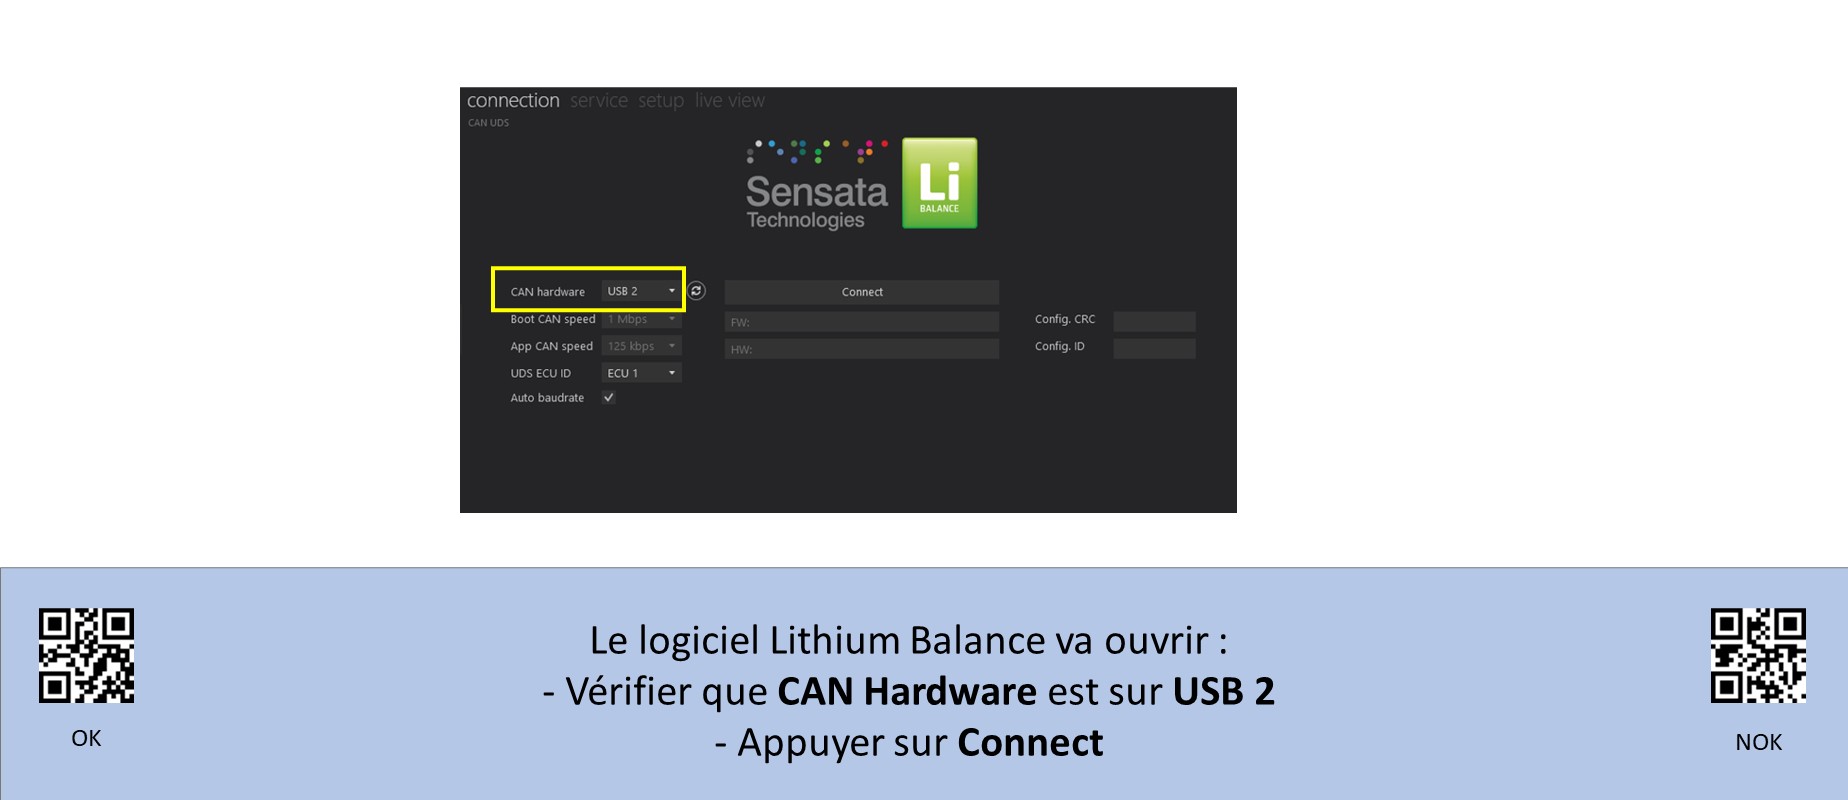 connection service setup live view
CAN UDS
Sensata
Technologies
Li
BALANCE
CAN hardware USB 2 Connect
Boot CAN speed 1 Mbps FW: Config. CRC
App CAN speed 125 kbps HW: Config. ID
UDS ECU ID ECU 1
Auto baudrate
Le logiciel Lithium Balance va ouvrir :
- Vérifier que CAN Hardware est sur USB 2
- Appuyer sur Connect
OK
NOK